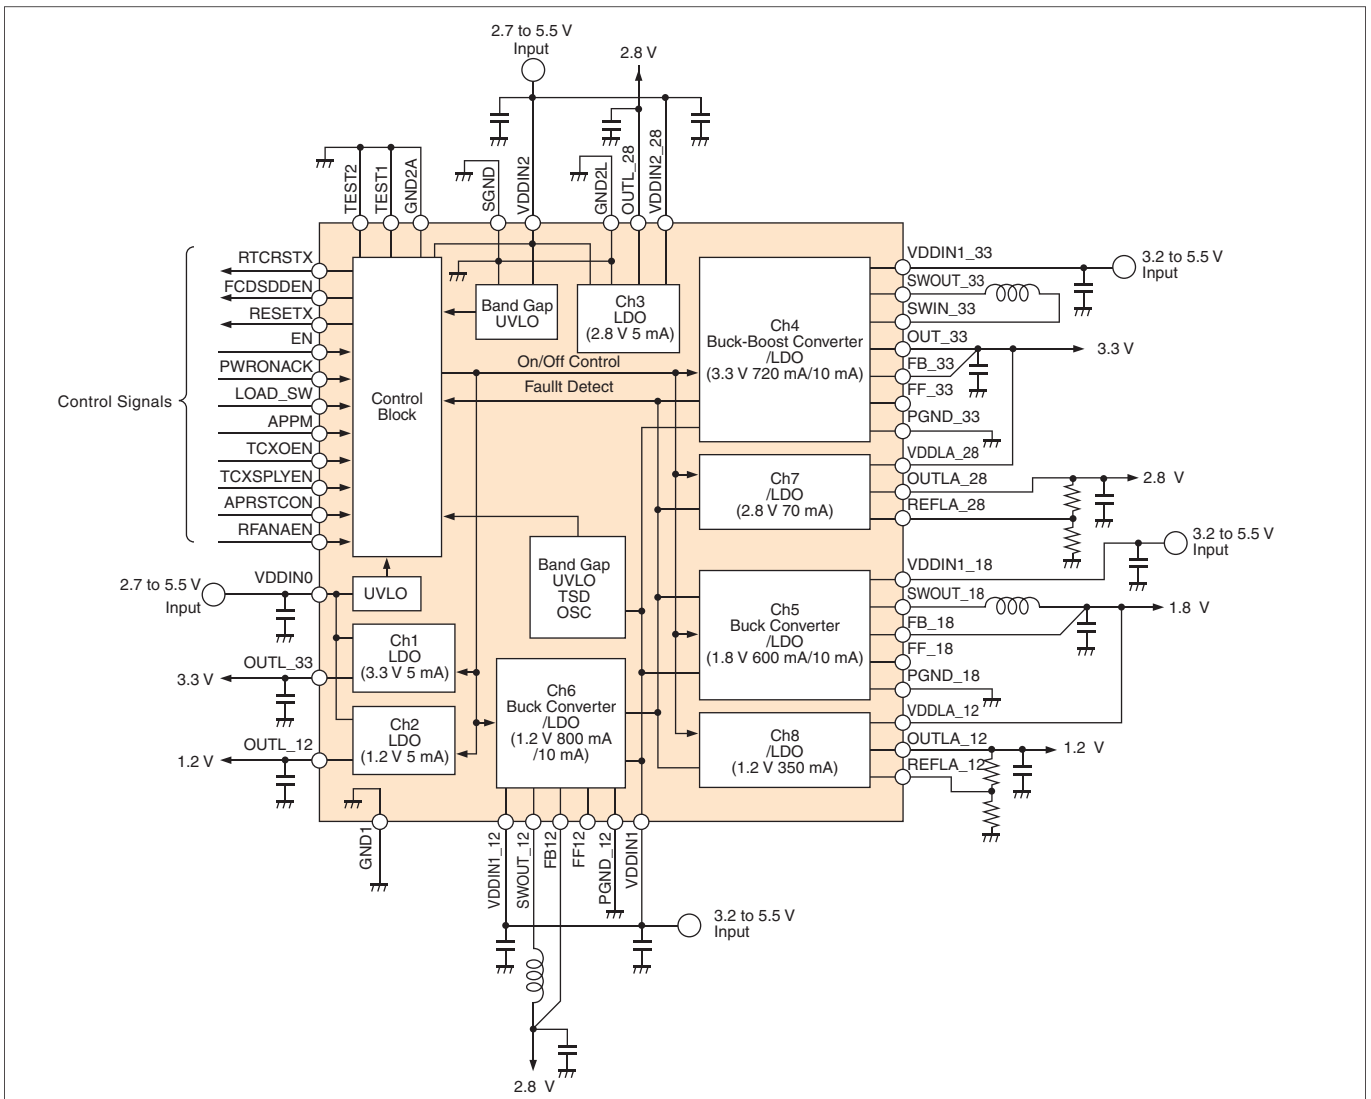 2.7 to 5.5 V
Input
2.8 V
TEST2
TEST1
GND2A
SGND
VDDIN2
GND2L
OUTL_28
VDDIN2_28
Control Signals
RTCRSTX
FCDSDDEN
RESETX
EN
PWRONACK
LOAD_SW
APPM
TCXOEN
TCXSPLYEN
APRSTCON
RFANAEN
Control
Block
Band Gap
UVLO
Ch3
LDO
(2.8 V 5 mA)
On/Off Control
Faullt Detect
Ch4
Buck-Boost Converter
/LDO
(3.3 V 720 mA/10 mA)
VDDIN1_33
3.2 to 5.5 V
Input
SWOUT_33
SWIN_33
OUT_33
3.3 V
FB_33
FF_33
PGND_33
Ch7
/LDO
(2.8 V 70 mA)
VDDLA_28
OUTLA_28
2.8 V
REFLA_28
Band Gap
UVLO
TSD
OSC
2.7 to 5.5 V
Input
VDDIN0
UVLO
Ch5
Buck Converter
/LDO
(1.8 V 600 mA/10 mA)
VDDIN1_18
3.2 to 5.5 V
Input
SWOUT_18
1.8 V
FB_18
FF_18
PGND_18
Ch1
LDO
(3.3 V 5 mA)
OUTL_33
3.3 V
Ch2
LDO
(1.2 V 5 mA)
OUTL_12
1.2 V
Ch6
Buck Converter
/LDO
(1.2 V 800 mA
/10 mA)
Ch8
/LDO
(1.2 V 350 mA)
VDDLA_12
OUTLA_12
1.2 V
REFLA_12
GND1
VDDIN1_12
SWOUT_12
FB12
FF12
PGND_12
VDDIN1
3.2 to 5.5 V
Input
2.8 V